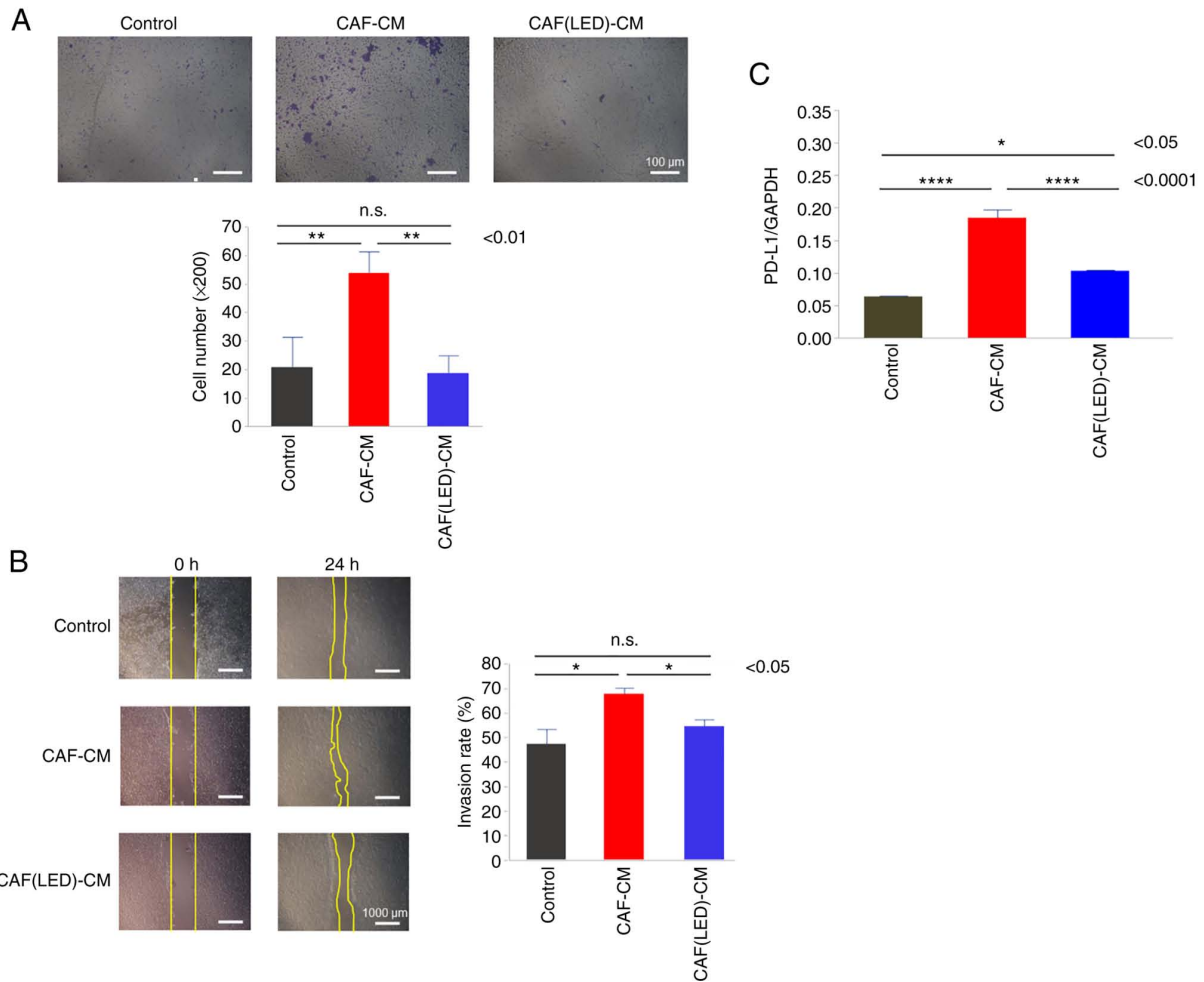 A
Control
CAF-CM
CAF(LED)-CM
100 µm
n.s.
** ** <0.01
Cell number (×200)
70
60
50
40
30
20
10
0
Control
CAF-CM
CAF(LED)-CM
C
PD-L1/GAPDH
0.35
0.30
0.25
0.20
0.15
0.10
0.05
0.00
* <0.05
**** **** <0.0001
Control
CAF-CM
CAF(LED)-CM
B
0 h
24 h
Control
CAF-CM
CAF(LED)-CM
1000 µm
n.s.
* * <0.05
Invasion rate (%)
80
70
60
50
40
30
20
10
0
Control
CAF-CM
CAF(LED)-CM